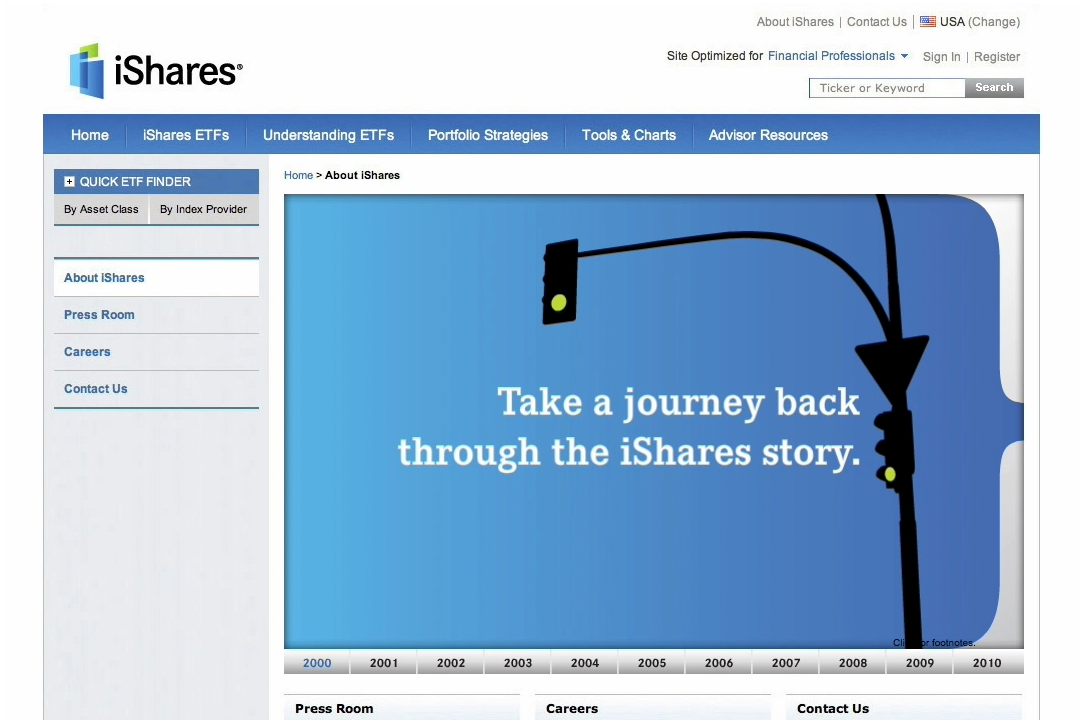 About iShares | Contact Us | USA (Change)
iShares®
Site Optimized for Financial Professionals Sign In | Register
Ticker or Keyword Search
Home iShares ETFs Understanding ETFs Portfolio Strategies Tools & Charts Advisor Resources
QUICK ETF FINDER
By Asset Class By Index Provider
About iShares
Press Room
Careers
Contact Us
Home > About iShares
Take a journey back
through the iShares story.
footnotes.
2000 2001 2002 2003 2004 2005 2006 2007 2008 2009 2010
Press Room Careers Contact Us